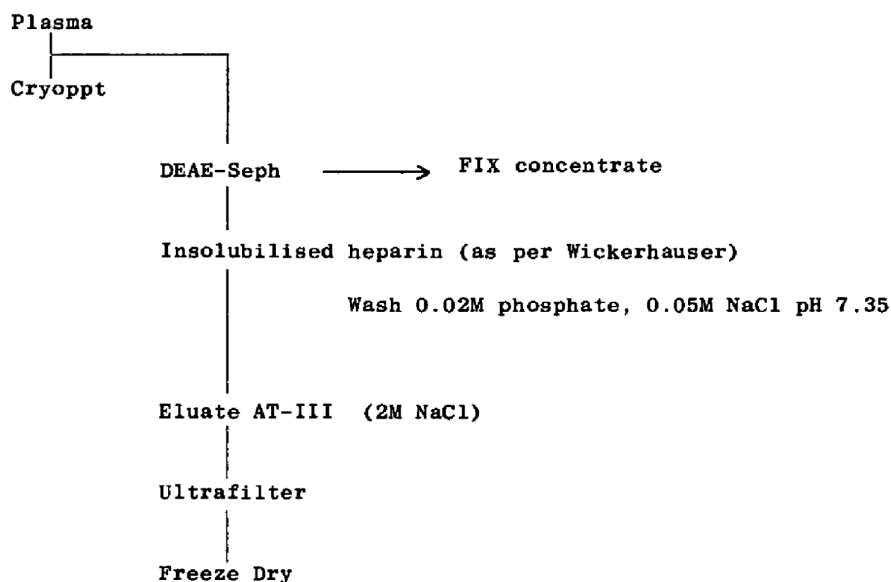 Plasma
Cryoppt
DEAE-Seph → FIX concentrate
Insolubilised heparin (as per Wickerhauser)
Wash 0.02M phosphate, 0.05M NaCl pH 7.35
Eluate AT-III (2M NaCl)
Ultrafilter
Freeze Dry